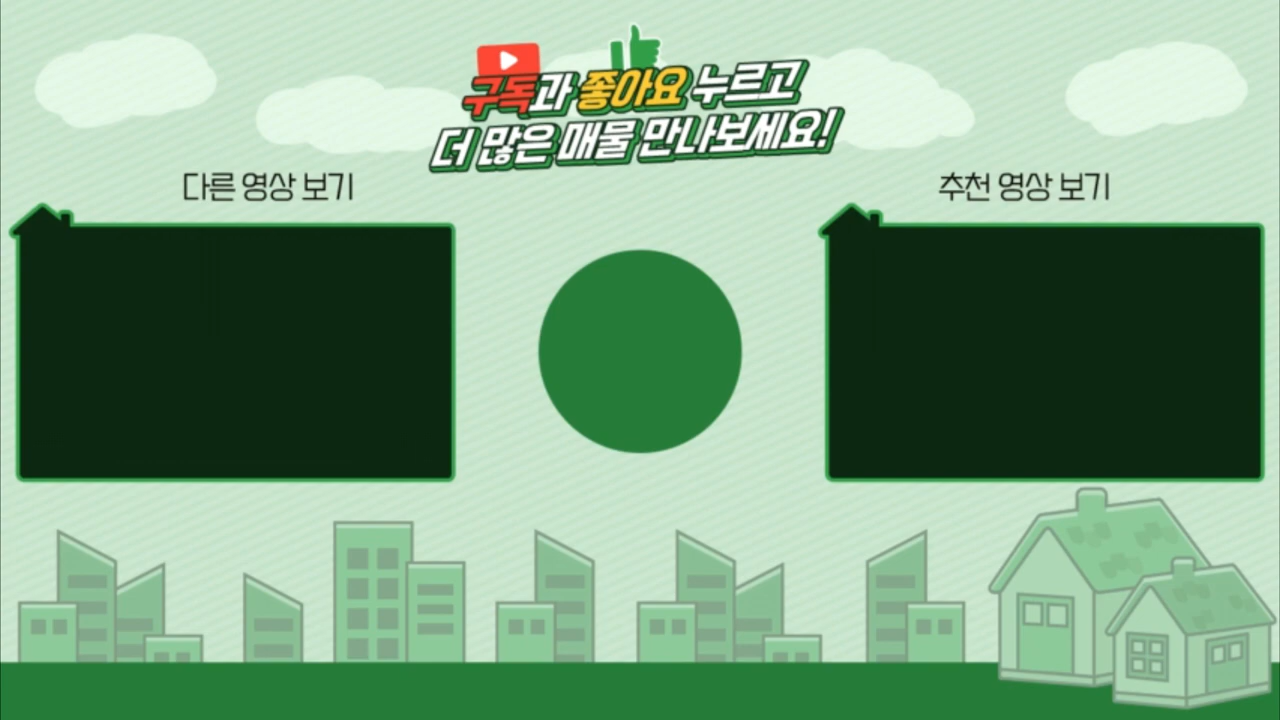 구독과 좋아요 누르고
더 많은 매물 만나보세요!
다른 영상 보기
추천 영상 보기